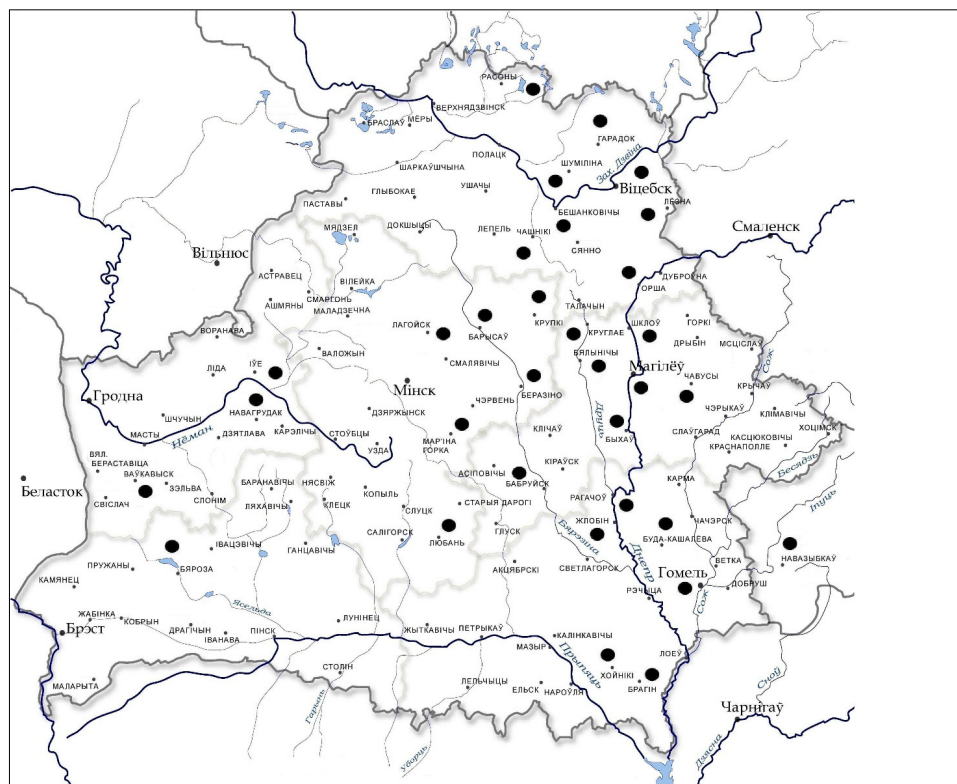 РАСОНЫ
ВЕРХНЯДЗВІНСК
БРАСЛАЎ
МЁРЫ
ГАРАДОК
ПОЛАЦК
ШУМІЛІНА
Зах. Дзвіна
ШАРКАЎШЧЫНА
Віцебск
ГЛЫБОКАЕ
УШАЧЫ
ПАСТАВЫ
БЕШАНКОВІЧЫ
ЛЕЗНА
МЯДЗЕЛ
ДОКШЫЦЫ
ЛЕПЕЛЬ
ЧАШНІКІ
Смаленск
СЯННО
Вільнюс
АСТРАВЕЦ
ДУБРОЎНА
ВІЛЕЙКА
ОРША
АШМЯНЫ
СМАРГОНЬ
ТАЛАЧЫН
МАЛАДЗЕЧНА
КРУПКІ
ГОРКІ
ВОРАНАВА
ЛАГОЙСК
БАРЫСАЎ
КРУГЛАЕ
ШКЛОЎ
ДРЫБІН
МСЦІСЛАЎ
ВАЛОЖЫН
СМАЛЯВІЧЫ
БЯЛЫНІЧЫ
Сож
ЛІДА
ІЎЕ
Магілёў
Мінск
ЧАВУСЫ
КРЫЧАЎ
Гродна
БЕРАЗІНО
Друць
ШЧУЧЫН
НАВАГРУДАК
ДЗЯРЖЫНСК
ЧЭРВЕНЬ
ЧЭРЫКАЎ
КЛІМАВІЧЫ
Нёман
КАРЭЛІЧЫ
БЫХАЎ
МАСТЫ
ДЗЯТЛАВА
СТОЎБЦЫ
УЗДА
МАР'ІНА
ГОРКА
КЛІЧАЎ
СЛАЎГАРАД
КАСЦЮКОВІЧЫ
ХОЦІМСК
КРАСНАПОЛЛЕ
ВЯЛ.
БЕРАСТАВІЦА
Беласток
ВАЎКАВЫСК
ЗЭЛЬВА
БАРАНАВІЧЫ
НЯСВІЖ
АСІПОВІЧЫ
КІРАЎСК
Бесядзь
СВІСЛАЧ
СЛОНІМ
ЛЯХАВІЧЫ
КЛЕЦК
КОПЫЛЬ
БАБРУЙСК
КАРМА
СЛУЦК
СТАРЫЯ ДАРОГІ
РАГАЧОЎ
Іпуць
САЛІГОРСК
ЛЮБАНЬ
ГЛУСК
Бярэзіна
ЖЛОБІН
ЧАЧЭРСК
ІВАЦЭВІЧЫ
ГАНЦАВІЧЫ
БУДА-КАШАЛЕВА
ПРУЖАНЫ
БЯРОЗА
АКЦЯБРСКІ
СВЕТЛАГОРСК
Днепр
ВЕТКА
НАВАЗЫБКАЎ
КАМЯНЕЦ
Гомель
ДОБРУШ
Ясельда
РЭЧЫЦА
Сож
ЖАБІНКА
КОБРЫН
ЛУНІНЕЦ
Брэст
ДРАГІЧЫН
ІВАНАВА
ПІНСК
ЖЫТКАВІЧЫ
ПЕТРЫКАЎ
КАЛІНКАВІЧЫ
МАЗЫР
Прыпяць
ЛОЕЎ
СТОЛІН
ХОЙНІКІ
МАЛАРЫТА
ЛЕЛЬЧЫЦЫ
ЕЛЬСК
НАРОЎЛЯ
БРАГІН
Сноў
Гарынь
Чарнігаў
Уборць
Дзясна